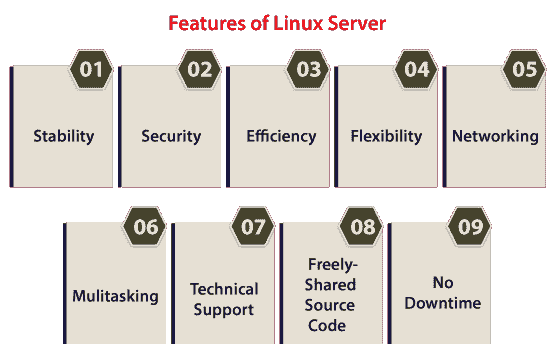 Features of Linux Server
01
02
03
04
05
Stability
Security
Efficiency
Flexibility
Networking
06
07
08
09
Mulitasking
Technical
Support
Freely-
Shared
Source
Code
No
Downtime